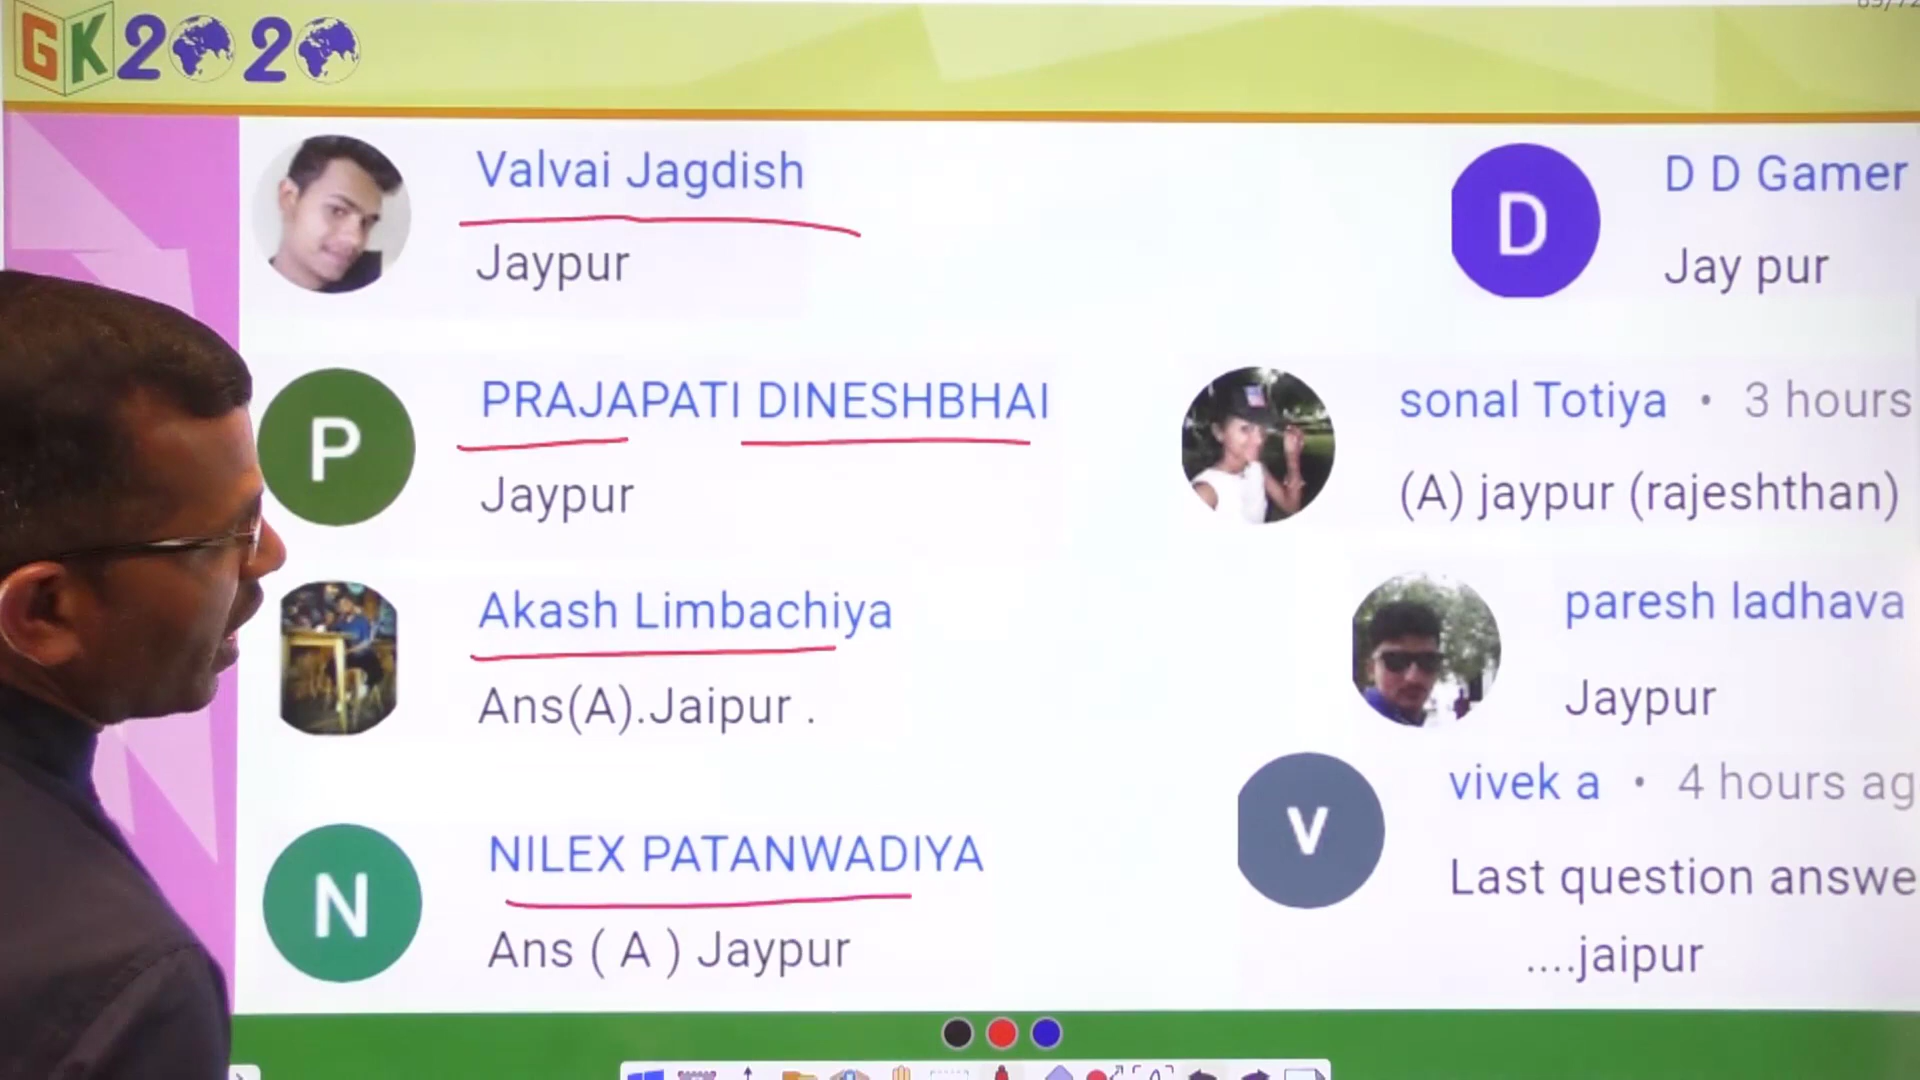 GK2020
Valvai Jagdish
Jaypur
D D Gamer
Jay pur
P
PRAJAPATI DINESHBHAI
Jaypur
sonal Totiya • 3 hours
(A) jaypur (rajeshthan)
Akash Limbachiya
Ans(A).Jaipur .
paresh ladhava
Jaypur
N
NILEX PATANWADIYA
Ans ( A ) Jaypur
V
vivek a • 4 hours ag
Last question answe
....jaipur
D